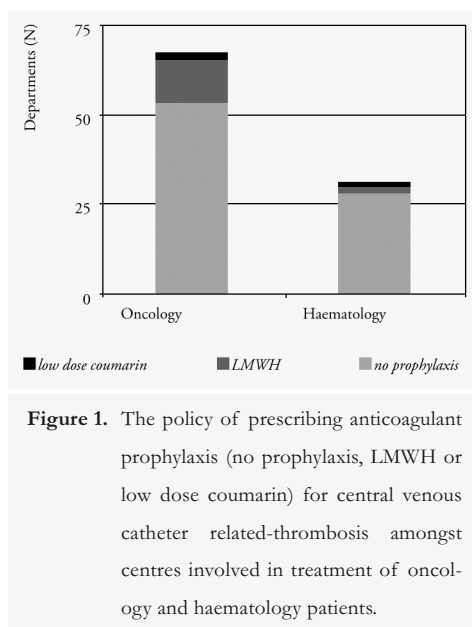 Departments (N)
75
50
25
0
Oncology Haematology
low dose coumarin LMWH no prophylaxis
Figure 1. The policy of prescribing anticoagulant
prophylaxis (no prophylaxis, LMWH or
low dose coumarin) for central venous
catheter related-thrombosis amongst
centres involved in treatment of oncol-
ogy and haematology patients.